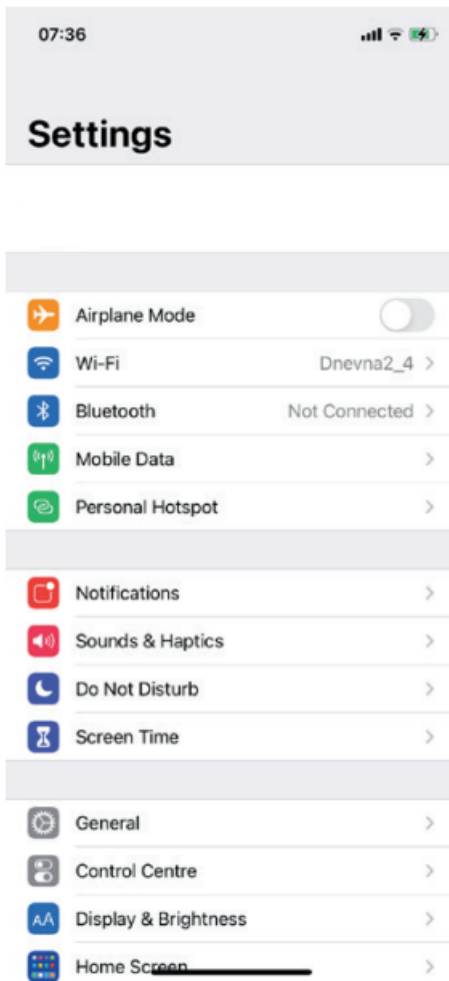 07:36
Settings
Airplane Mode
Wi-Fi Dnevna2_4
Bluetooth Not Connected
Mobile Data
Personal Hotspot
Notifications
Sounds & Haptics
Do Not Disturb
Screen Time
General
Control Centre
AA Display & Brightness
Home Screen